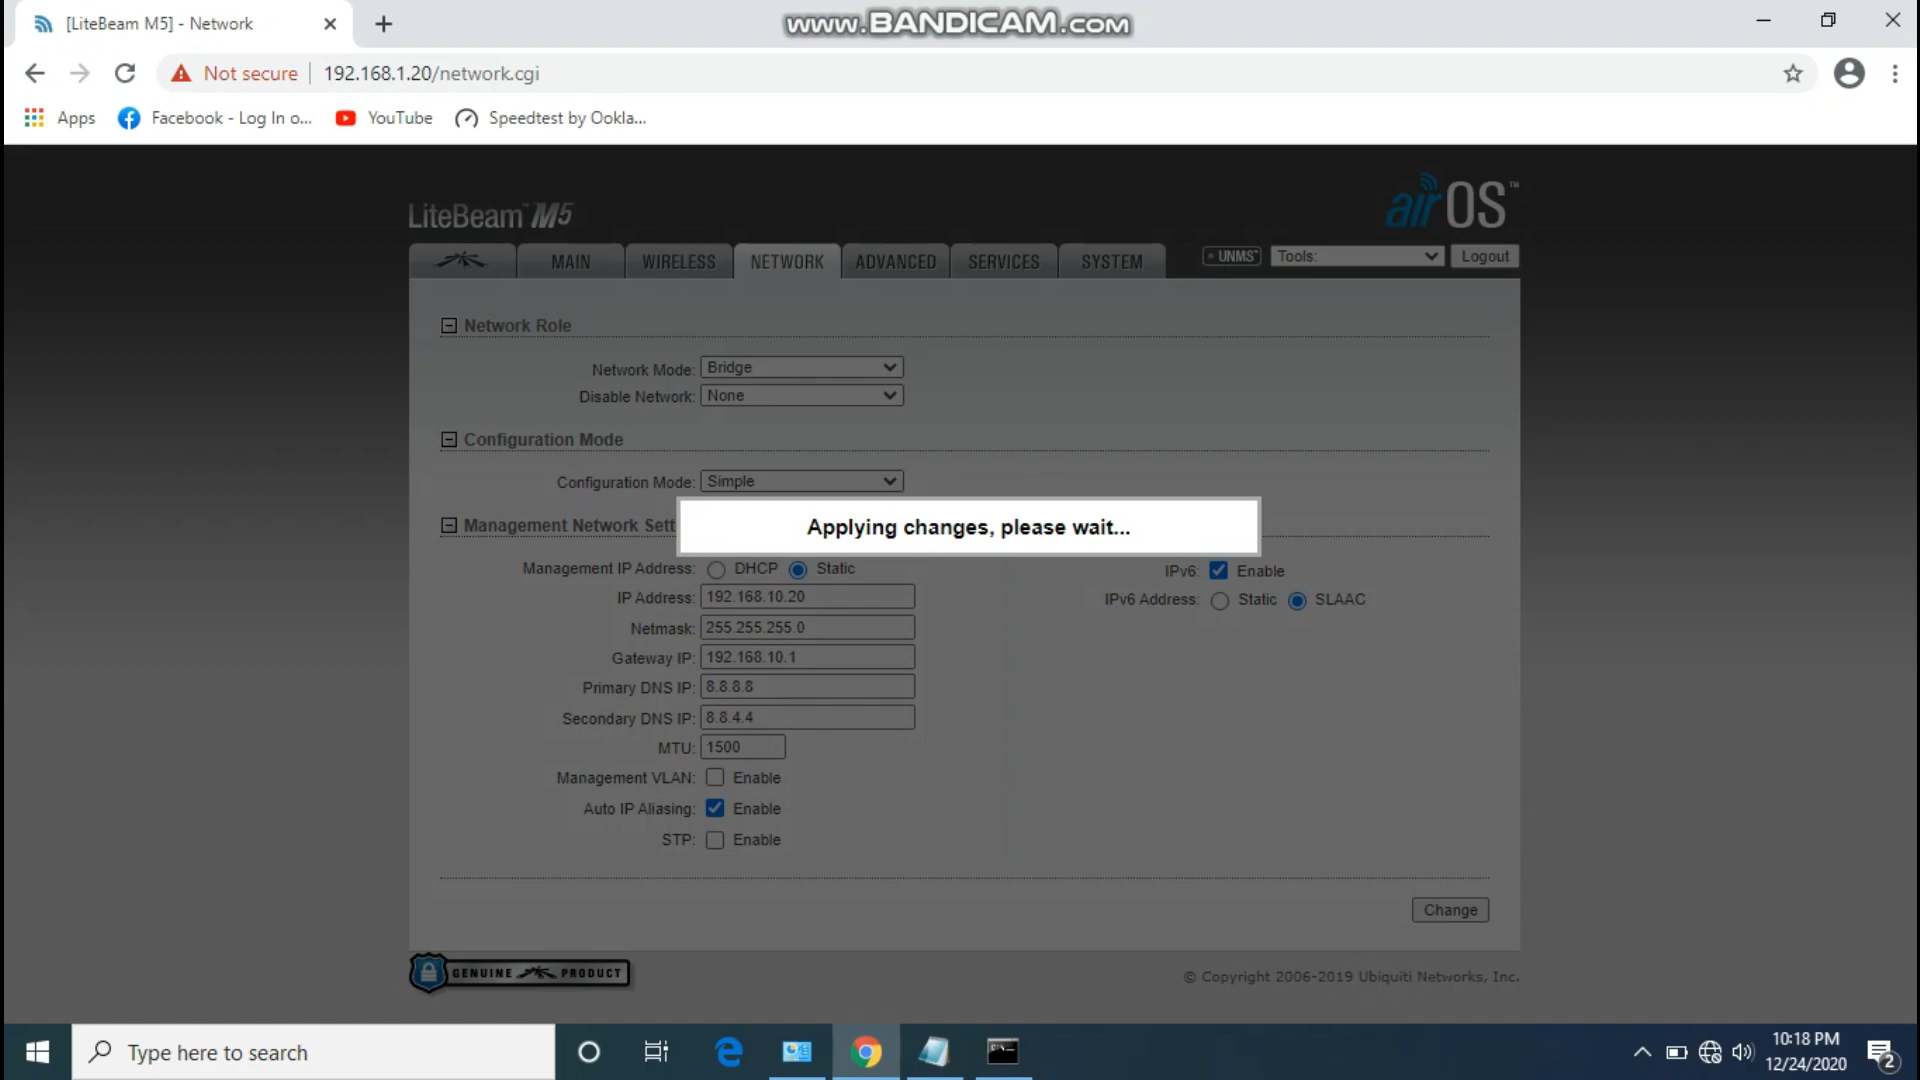 [LiteBeam M5] - Network
www.BANDICAM.com
Not secure
192.168.1.20/network.cgi
Apps
Facebook - Log In o...
YouTube
Speedtest by Ookla...
LiteBeam™ M5
airOS™
MAIN
WIRELESS
NETWORK
ADVANCED
SERVICES
SYSTEM
UNMS™
Tools:
Logout
Network Role
Network Mode: Bridge
Disable Network: None
Configuration Mode
Configuration Mode: Simple
Management Network Sett
Applying changes, please wait...
Management IP Address: DHCP Static
IPv6: Enable
IP Address: 192.168.10.20
IPv6 Address: Static SLAAC
Netmask: 255.255.255.0
Gateway IP: 192.168.10.1
Primary DNS IP: 8.8.8.8
Secondary DNS IP: 8.8.4.4
MTU: 1500
Management VLAN: Enable
Auto IP Aliasing: Enable
STP: Enable
Change
GENUINE PRODUCT
© Copyright 2006-2019 Ubiquiti Networks, Inc.
Type here to search
10:18 PM
12/24/2020
2